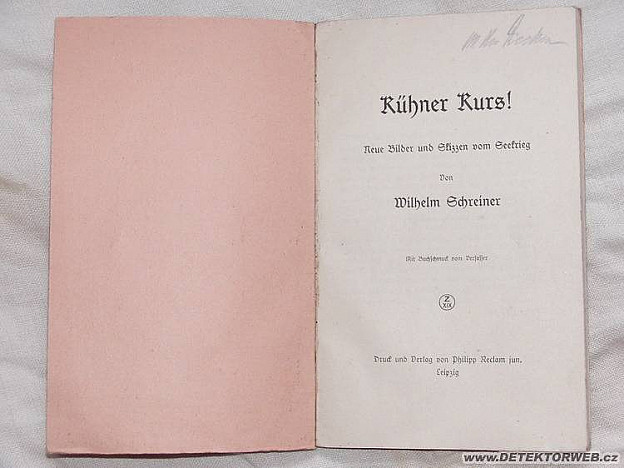 Kühner Kurs!
Neue Bilder und Skizzen vom Seekrieg
Von
Wilhelm Schreiner
Mit Buchschmuck vom Verfasser
Z
XIX
Druck und Verlag von Philipp Reclam jun.
Leipzig
www.DETEKTORWEB.cz